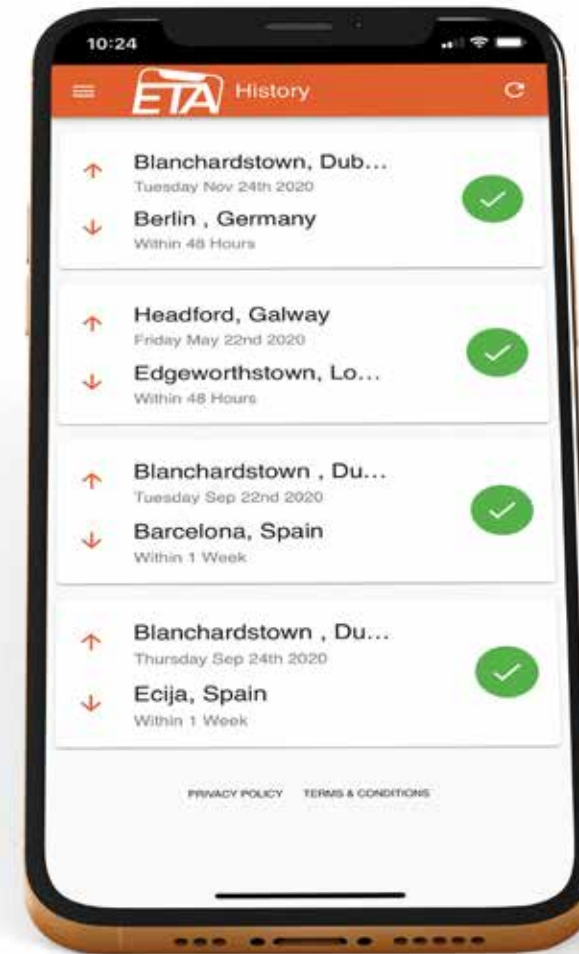 10:24
ETA History
Blanchardstown, Dub...
Tuesday Nov 24th 2020
Berlin , Germany
Within 48 Hours
Headford, Galway
Friday May 22nd 2020
Edgeworthstown, Lo...
Within 48 Hours
Blanchardstown , Du...
Tuesday Sep 22nd 2020
Barcelona, Spain
Within 1 Week
Blanchardstown , Du...
Thursday Sep 24th 2020
Ecija, Spain
Within 1 Week
PRIVACY POLICY TERMS & CONDITIONS